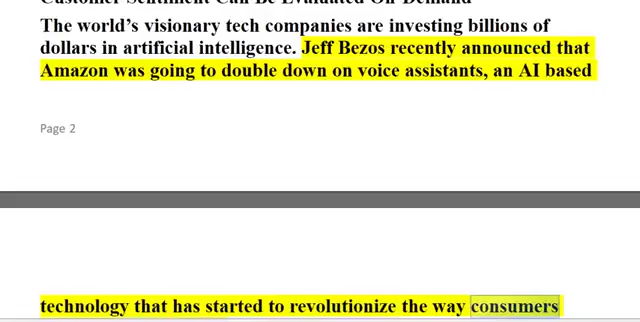 Customer Sentiment Can Be Evaluated On-Demand
The world’s visionary tech companies are investing billions of
dollars in artificial intelligence. Jeff Bezos recently announced that
Amazon was going to double down on voice assistants, an AI based
Page 2
technology that has started to revolutionize the way consumers